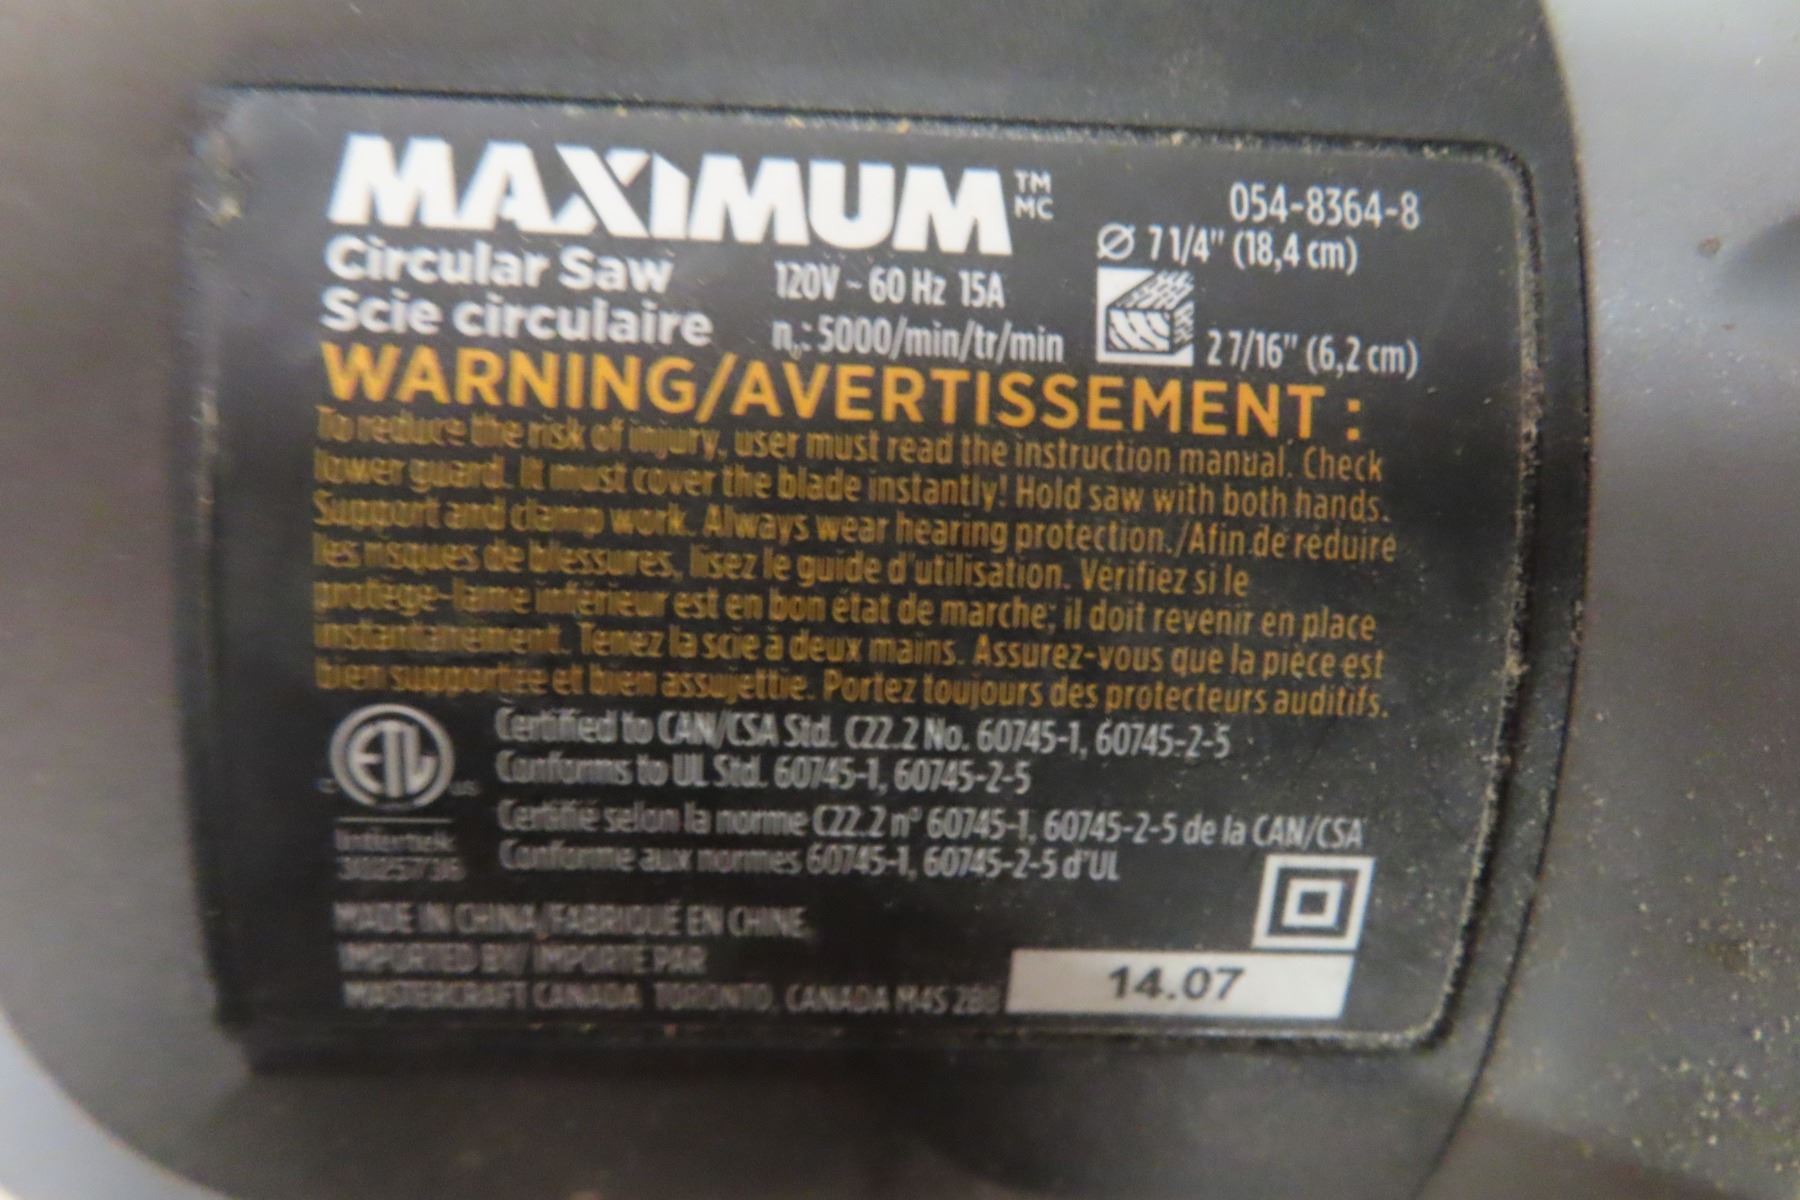 MAXIMUM TM MC
054-8364-8
Circular Saw 120V ~ 60 Hz 15A
Ø 7 1/4" (18,4 cm)
Scie circulaire n₀: 5000/min/tr/min
2 7/16" (6,2 cm)
WARNING/AVERTISSEMENT :
To reduce the risk of injury, user must read the instruction manual. Check
lower guard. It must cover the blade instantly! Hold saw with both hands.
Support and clamp work. Always wear hearing protection./Afin de réduire
les risques de blessures, lisez le guide d'utilisation. Vérifiez si le
protège-lame inférieur est en bon état de marche; il doit revenir en place
instantanément. Tenez la scie à deux mains. Assurez-vous que la pièce est
bien supportée et bien assujettie. Portez toujours des protecteurs auditifs.
Certified to CAN/CSA Std. C22.2 No. 60745-1, 60745-2-5
Conforms to UL Std. 60745-1, 60745-2-5
c ETL us
Certifié selon la norme C22.2 n° 60745-1, 60745-2-5 de la CAN/CSA
Conforme aux normes 60745-1, 60745-2-5 d'UL
Intertek
MADE IN CHINA/FABRIQUÉ EN CHINE
IMPORTED BY/IMPORTÉ PAR
MASTERCRAFT CANADA TORONTO, CANADA M4S 2B8
14.07